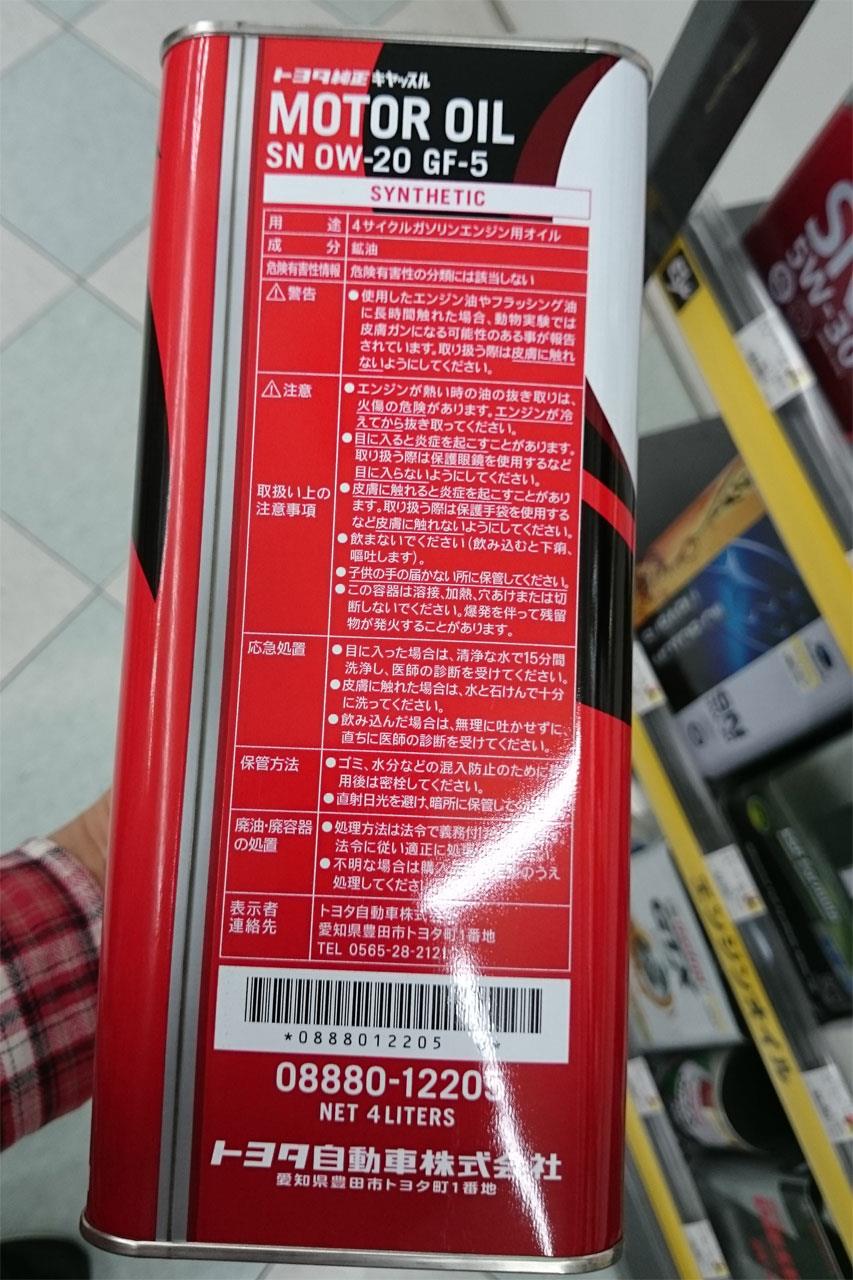 トヨタ純正 キヤッスル
MOTOR OIL
SN 0W-20 GF-5
SYNTHETIC
用 途 4サイクルガソリンエンジン用オイル
成 分 鉱油
危険有害性情報 危険有害性の分類には該当しない
⚠警告 ●使用したエンジン油やフラッシング油
に長時間触れた場合、動物実験では
皮膚ガンになる可能性のある事が報告
されています。取り扱う際は皮膚に触れ
ないようにしてください。
⚠注意 ●エンジンが熱い時の油の抜き取りは、
火傷の危険があります。エンジンが冷
えてから抜き取ってください。
●目に入ると炎症を起こすことがあります。
取り扱う際は保護眼鏡を使用するなど
目に入らないようにしてください。
取扱い上の
注意事項
●皮膚に触れると炎症を起こすことがあり
ます。取り扱う際は保護手袋を使用する
など皮膚に触れないようにしてください。
●飲まないでください(飲み込むと下痢、
嘔吐します)。
●子供の手の届かない所に保管してください。
●この容器は溶接、加熱、穴あけまたは切
断しないでください。爆発を伴って残留
物が発火することがあります。
応急処置 ●目に入った場合は、清浄な水で15分間
洗浄し、医師の診断を受けてください。
●皮膚に触れた場合は、水と石けんで十分
に洗ってください。
●飲み込んだ場合は、無理に吐かせずに
直ちに医師の診断を受けてください。
保管方法 ●ゴミ、水分などの混入防止のために
用後は密栓してください。
●直射日光を避け、暗所に保管して
廃油・廃容器
の処置
●処理方法は法令で義務付け
法令に従い適正に処理
●不明な場合は購入 のうえ
処理してくださ
表示者
連絡先
トヨタ自動車株式
愛知県豊田市トヨタ町1番地
TEL 0565-28-2121
*0888012205 *
08880-12205
NET 4 LITERS
トヨタ自動車株式会社
愛知県豊田市トヨタ町1番地
SN
5W-30
エンジンオイル
GTX